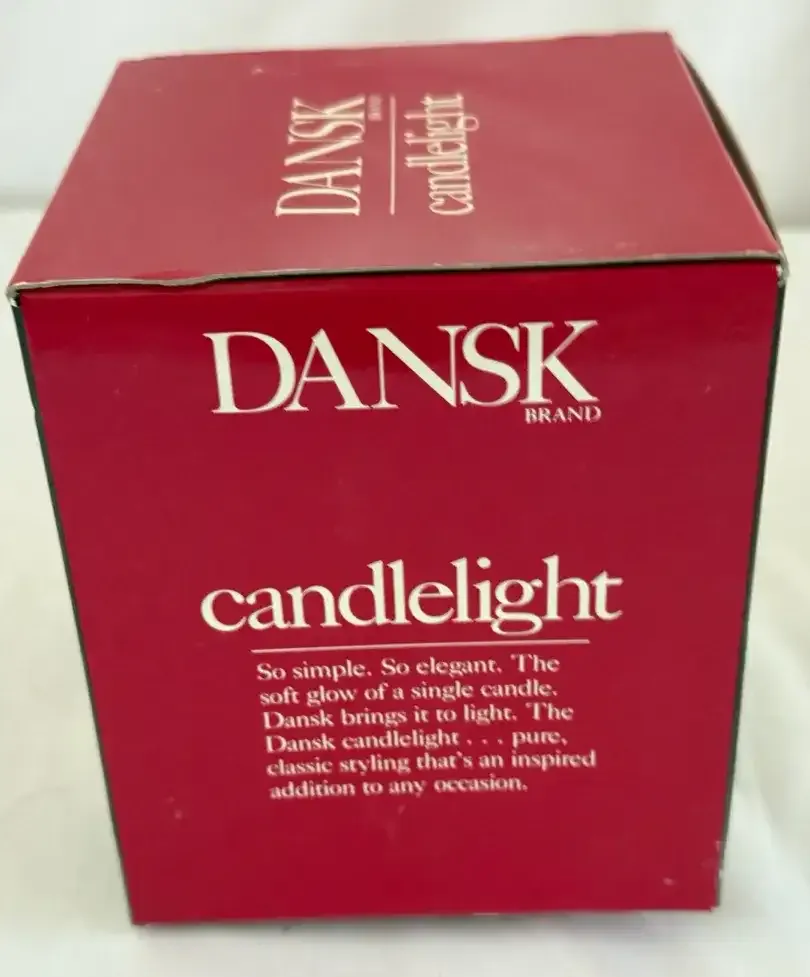 DANSK
BRAND
candlelight
DANSK
BRAND
candlelight
So simple. So elegant. The
soft glow of a single candle.
Dansk brings it to light. The
Dansk candlelight . . . pure,
classic styling that's an inspired
addition to any occasion.